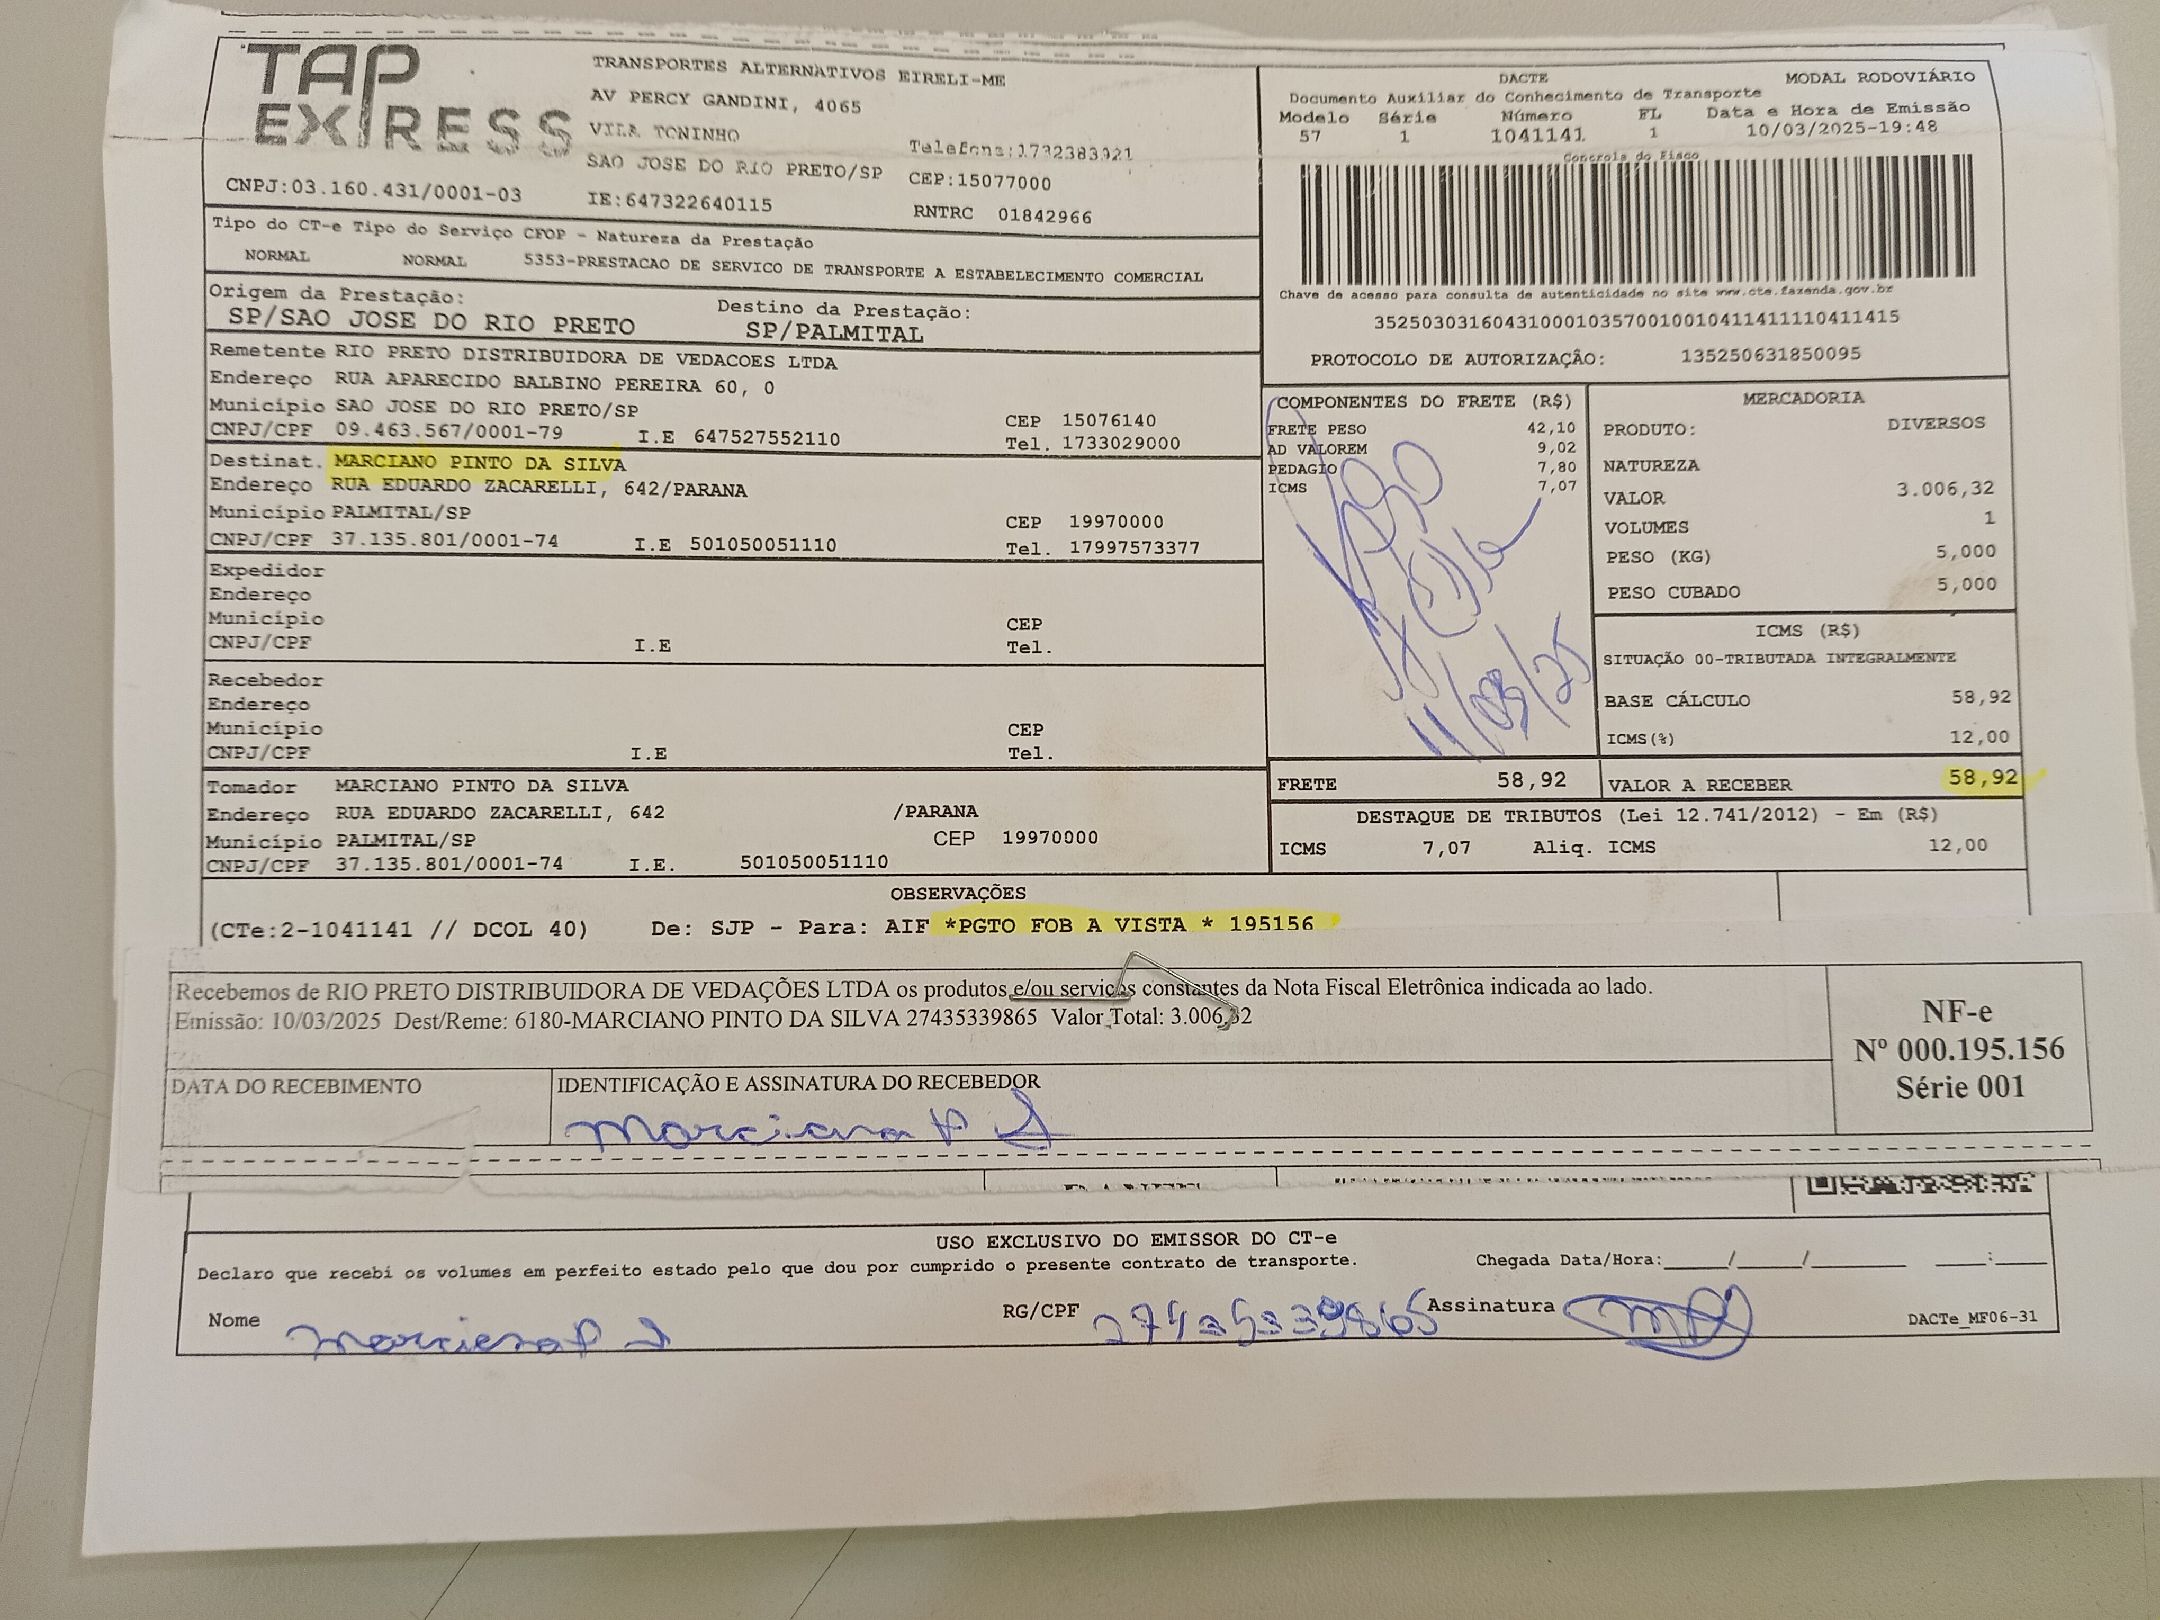 TAP EXPRESS
TRANSPORTES ALTERNATIVOS EIRELI-ME
AV PERCY GANDINI, 4065
VILA TONINHO
SAO JOSE DO RIO PRETO/SP
Telefone:1732383921
CEP:15077000
CNPJ:03.160.431/0001-03
IE:647322640115
RNTRC 01842966
DACTE MODAL RODOVIÁRIO
Documento Auxiliar do Conhecimento de Transporte
Modelo Série Número FL Data e Hora de Emissão
57 1 1041141 1 10/03/2025-19:48
Controle do Fisco
Chave de acesso para consulta de autenticidade no site www.cte.fazenda.gov.br
35250303160431000103570010010411411110411415
PROTOCOLO DE AUTORIZAÇÃO: 135250631850095
Tipo do CT-e Tipo do Serviço CFOP - Natureza da Prestação
NORMAL NORMAL 5353-PRESTACAO DE SERVICO DE TRANSPORTE A ESTABELECIMENTO COMERCIAL
Origem da Prestação: Destino da Prestação:
SP/SAO JOSE DO RIO PRETO SP/PALMITAL
Remetente RIO PRETO DISTRIBUIDORA DE VEDACOES LTDA
Endereço RUA APARECIDO BALBINO PEREIRA 60, 0
Município SAO JOSE DO RIO PRETO/SP CEP 15076140
CNPJ/CPF 09.463.567/0001-79 I.E 647527552110 Tel. 1733029000
Destinat. MARCIANO PINTO DA SILVA
Endereço RUA EDUARDO ZACARELLI, 642/PARANA
Município PALMITAL/SP CEP 19970000
CNPJ/CPF 37.135.801/0001-74 I.E 501050051110 Tel. 17997573377
Expedidor
Endereço
Município CEP
CNPJ/CPF I.E Tel.
Recebedor
Endereço
Município CEP
CNPJ/CPF I.E Tel.
Tomador MARCIANO PINTO DA SILVA
Endereço RUA EDUARDO ZACARELLI, 642 /PARANA
Município PALMITAL/SP CEP 19970000
CNPJ/CPF 37.135.801/0001-74 I.E. 501050051110
COMPONENTES DO FRETE (R$)
FRETE PESO 42,10
AD VALOREM 9,02
PEDAGIO 7,80
ICMS 7,07
11/03/25
MERCADORIA
PRODUTO: DIVERSOS
NATUREZA
VALOR 3.006,32
VOLUMES 1
PESO (KG) 5,000
PESO CUBADO 5,000
ICMS (R$)
SITUAÇÃO 00-TRIBUTADA INTEGRALMENTE
BASE CÁLCULO 58,92
ICMS(%) 12,00
FRETE 58,92 VALOR A RECEBER 58,92
DESTAQUE DE TRIBUTOS (Lei 12.741/2012) - Em (R$)
ICMS 7,07 Aliq. ICMS 12,00
OBSERVAÇÕES
(CTe:2-1041141 // DCOL 40) De: SJP - Para: AIF *PGTO FOB A VISTA * 195156
Recebemos de RIO PRETO DISTRIBUIDORA DE VEDAÇÕES LTDA os produtos e/ou serviços constantes da Nota Fiscal Eletrônica indicada ao lado.
Emissão: 10/03/2025 Dest/Reme: 6180-MARCIANO PINTO DA SILVA 27435339865 Valor Total: 3.006,32
NF-e
Nº 000.195.156
Série 001
DATA DO RECEBIMENTO IDENTIFICAÇÃO E ASSINATURA DO RECEBEDOR
Marciano P S
USO EXCLUSIVO DO EMISSOR DO CT-e
Declaro que recebi os volumes em perfeito estado pelo que dou por cumprido o presente contrato de transporte. Chegada Data/Hora:____/____/______ ____:____
Nome Marciano P S RG/CPF 27435339865 Assinatura
DACTe_MF06-31